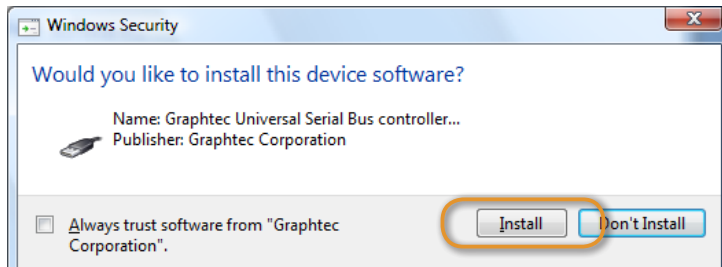 Windows Security
Would you like to install this device software?
Name: Graphtec Universal Serial Bus controller...
Publisher: Graphtec Corporation
Always trust software from "Graphtec
Corporation".
Install
Don't Install